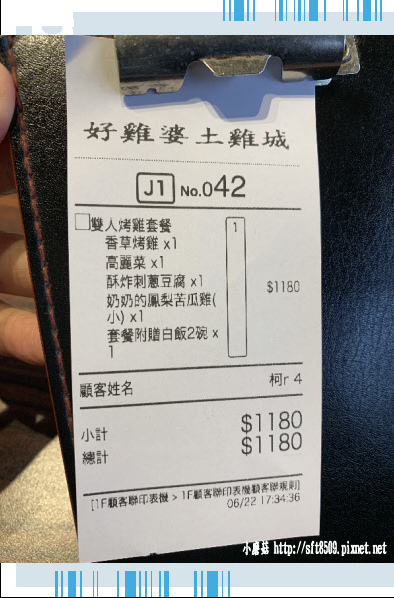 好雞婆土雞城
J1 No.042
雙人烤雞套餐 1
香草烤雞 x1
高麗菜 x1
酥炸刺蔥豆腐 x1
$1180
奶奶的鳳梨苦瓜雞(
小) x1
套餐附贈白飯2碗 x
1
顧客姓名 柯r 4
小計 $1180
總計 $1180
[1F顧客聯印表機 > 1F顧客聯印表機顧客聯規則]
06/22 17:34:36
小蘑菇 http://sft8509.pixnet.net